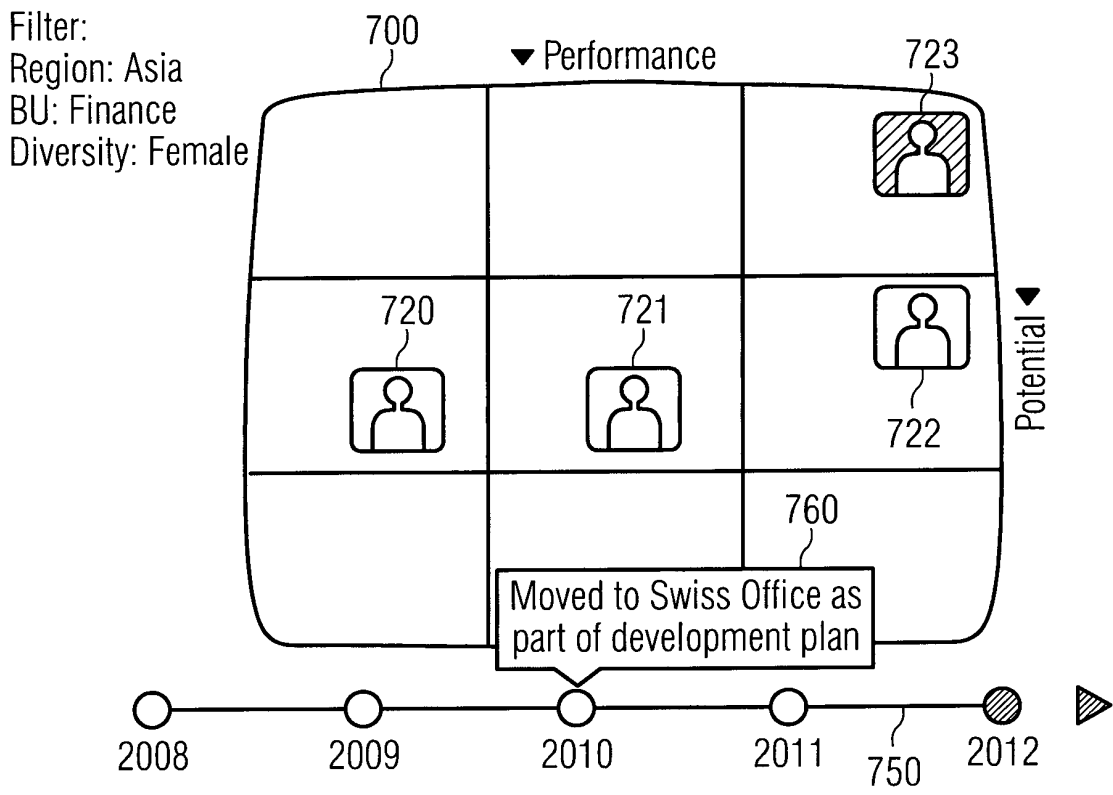 Filter:
Region: Asia
BU: Finance
Diversity: Female
700
▼ Performance
723
720
721
722
Potential ▼
760
Moved to Swiss Office as
part of development plan
2008
2009
2010
2011
750
2012